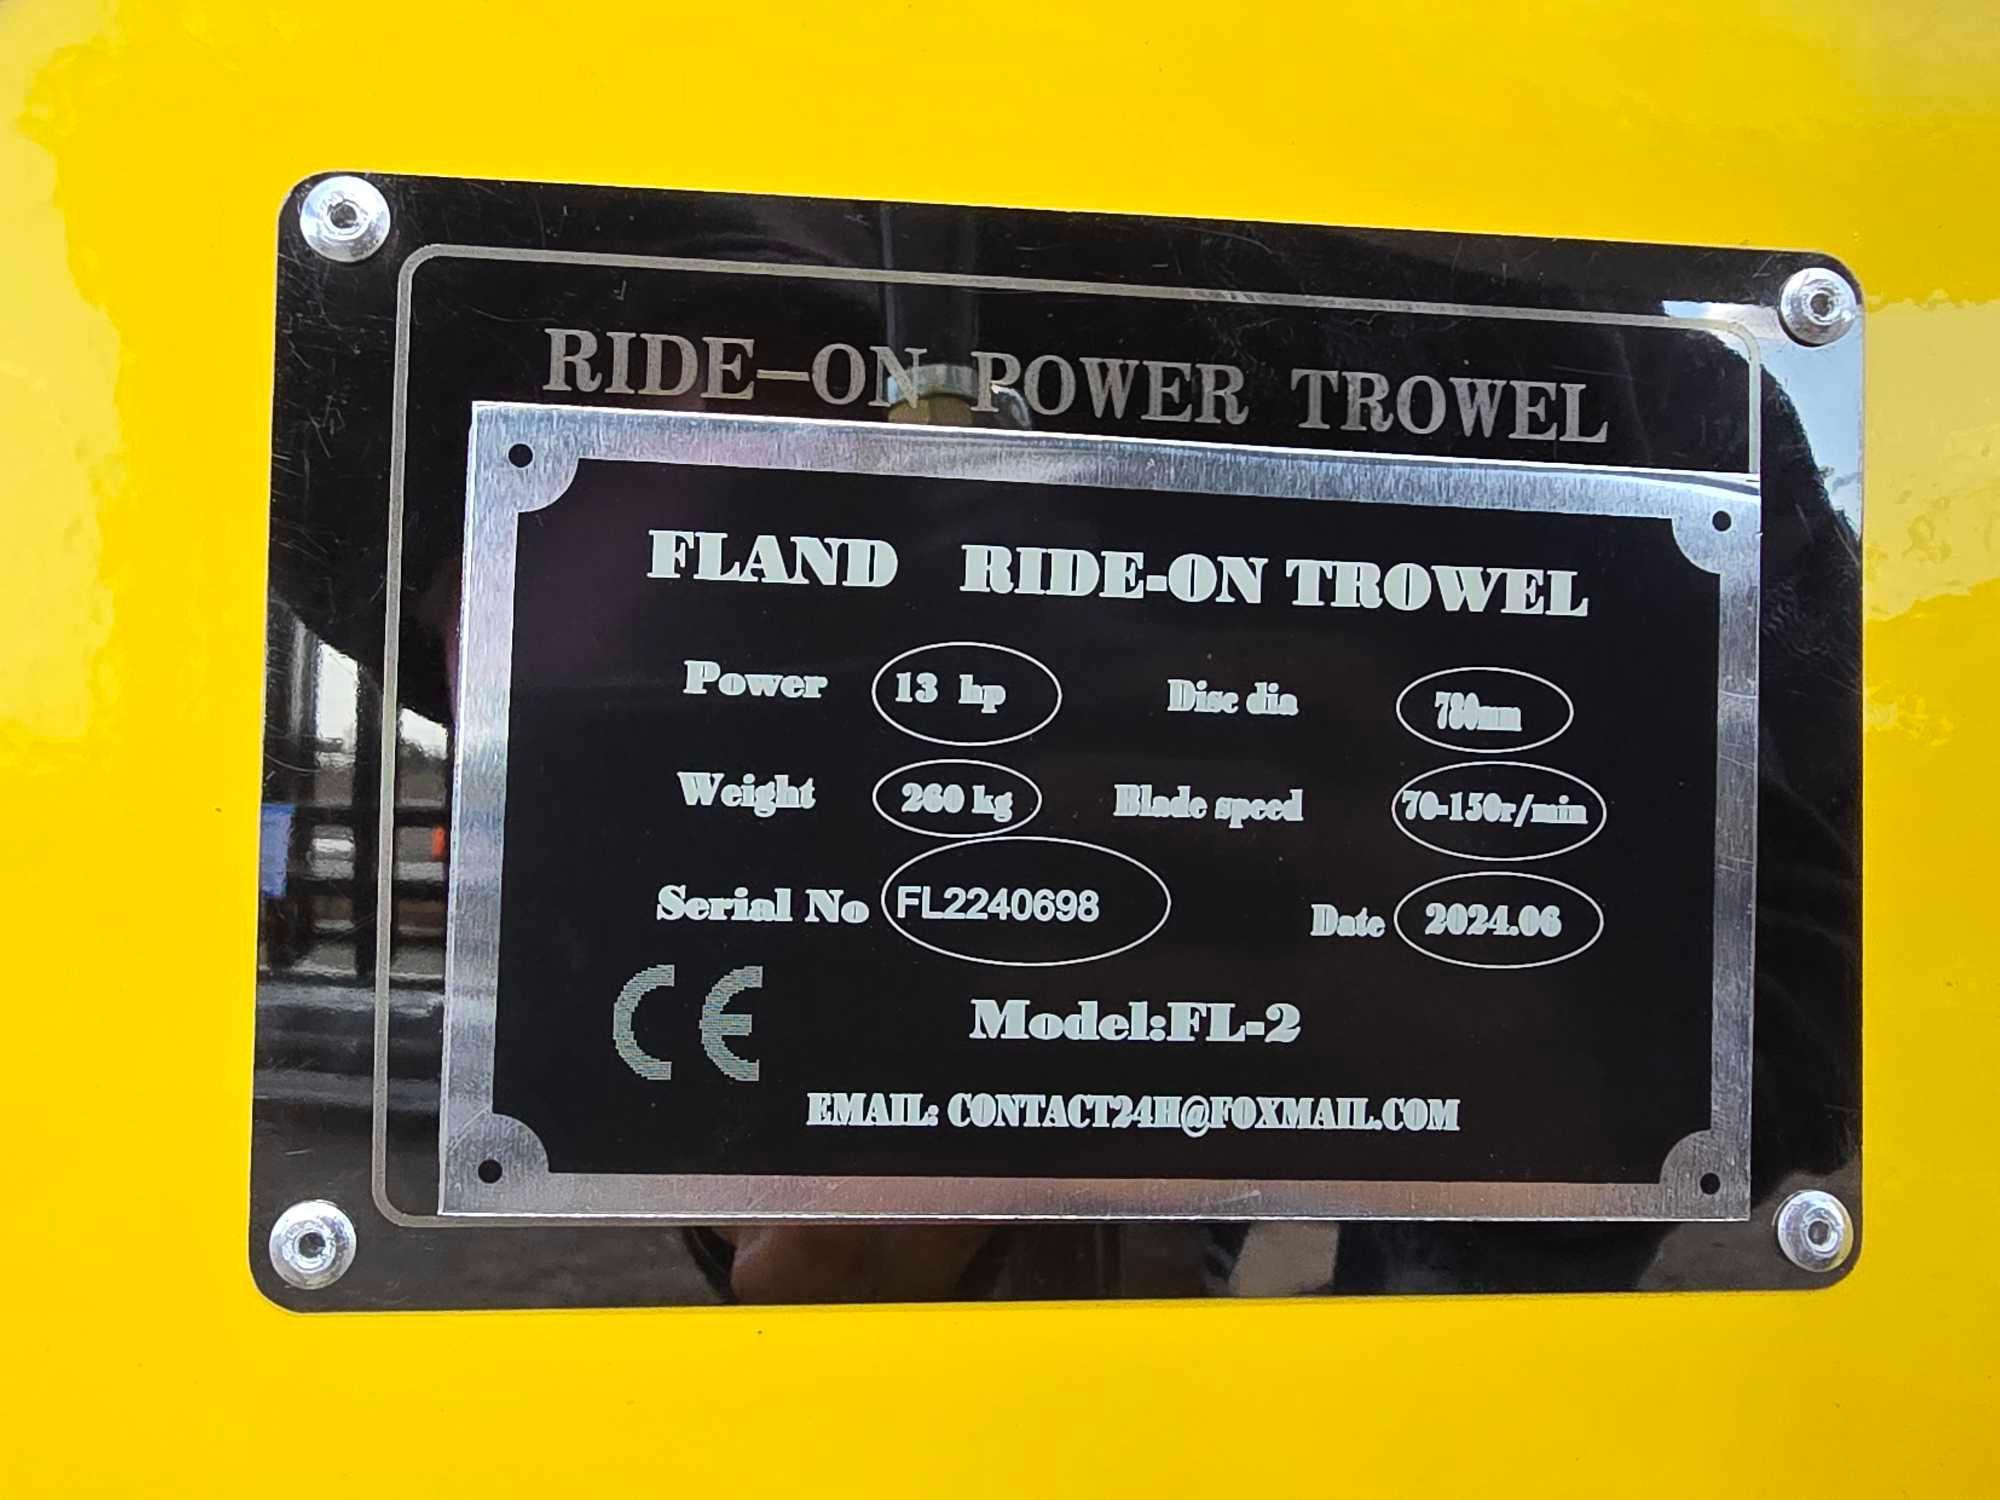 RIDE-ON POWER TROWEL
FLAND RIDE-ON TROWEL
Power 13 hp Disc dia 780mm
Weight 260 kg Blade speed 70-150r/min
Serial No FL2240698 Date 2024.06
CE
Model:FL-2
EMAIL: CONTACT24H@FOXMAIL.COM